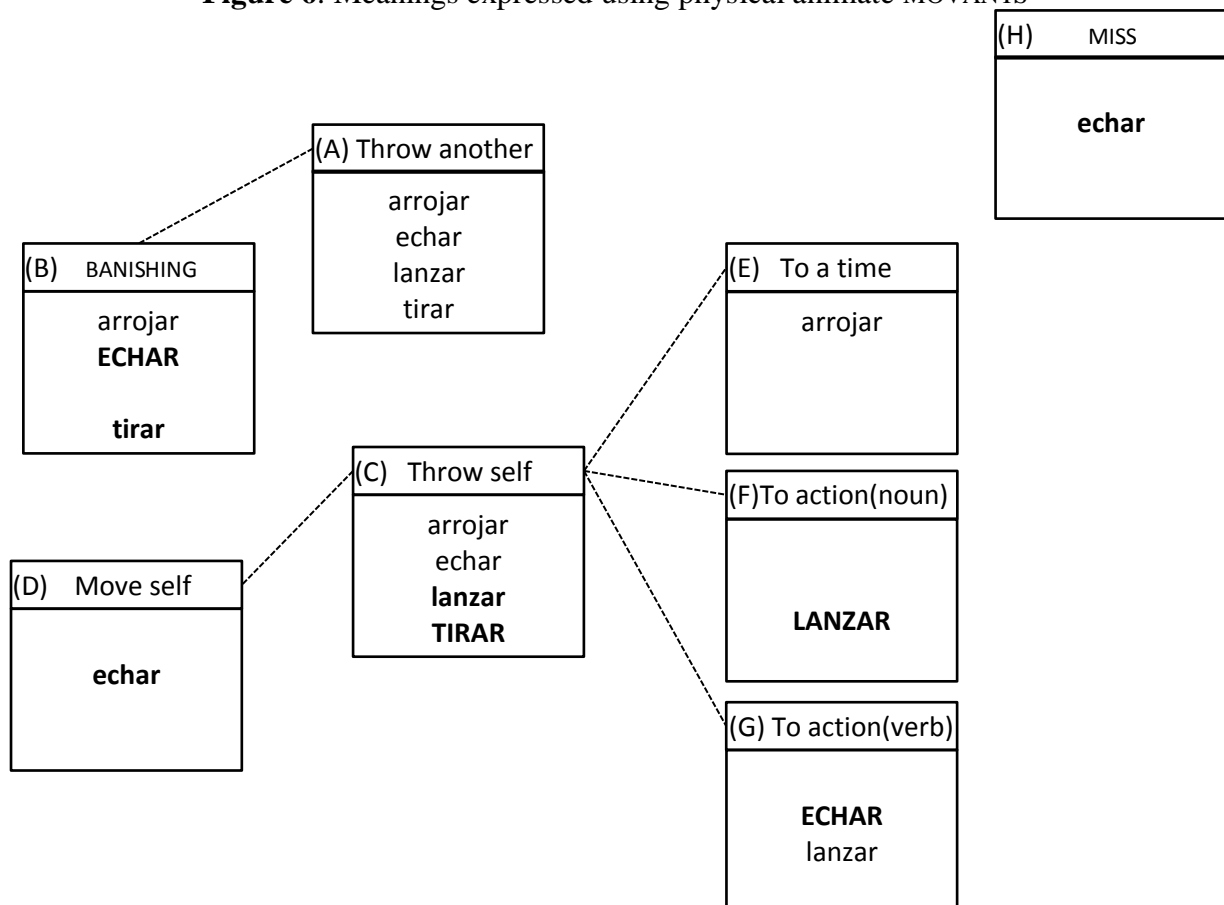 Figure 6: Meanings expressed using physical animate MOVANTS
(H) MISS
echar
(A) Throw another
arrojar
echar
lanzar
tirar
(B) BANISHING
arrojar
ECHAR
tirar
(C) Throw self
arrojar
echar
lanzar
TIRAR
(D) Move self
echar
(E) To a time
arrojar
(F)To action(noun)
LANZAR
(G) To action(verb)
ECHAR
lanzar